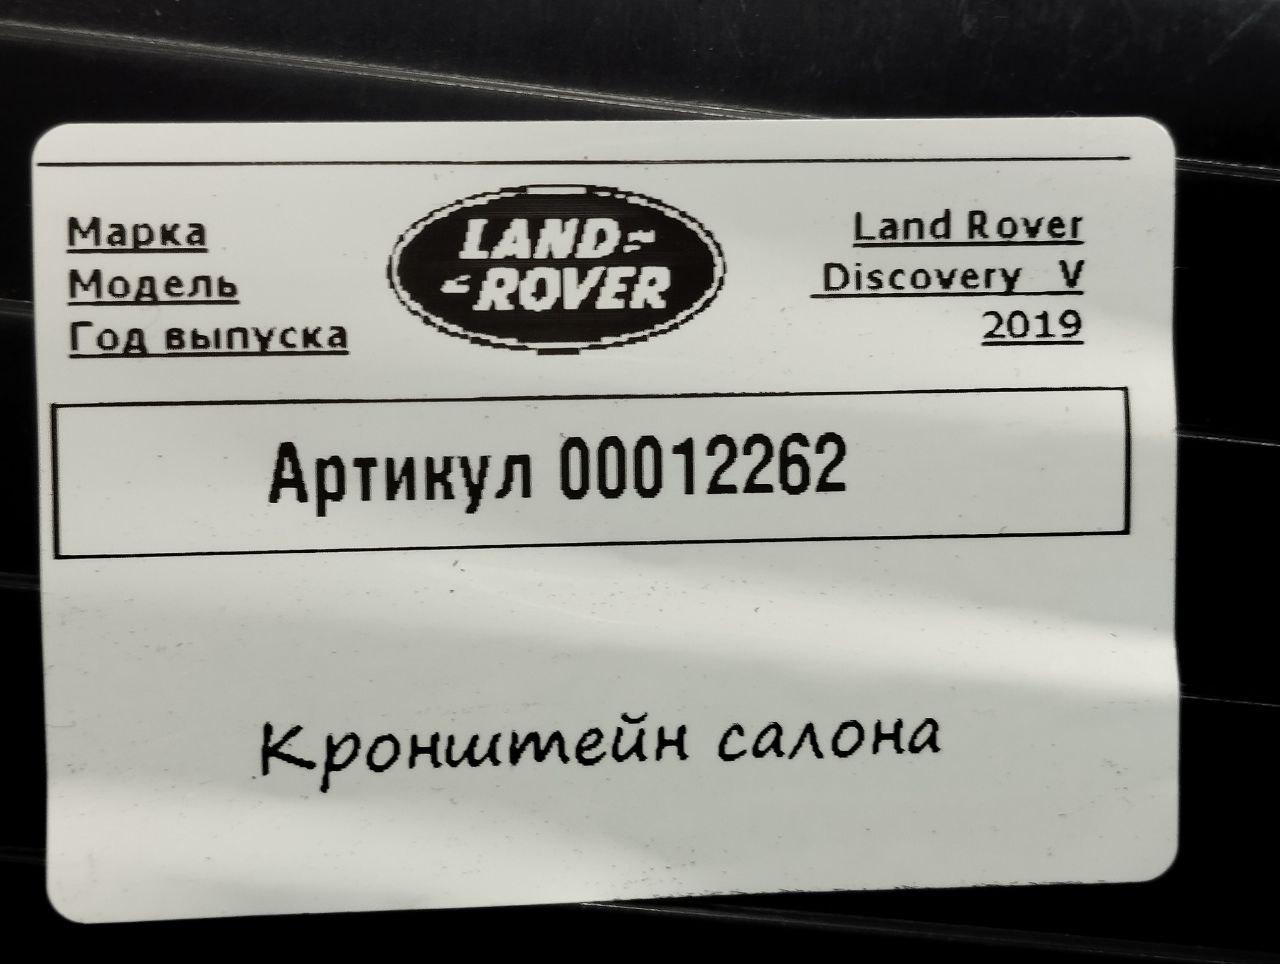 Марка
Модель
Год выпуска
LAND
ROVER
Land Rover
Discovery V
2019
Артикул 00012262
Кронштейн салона